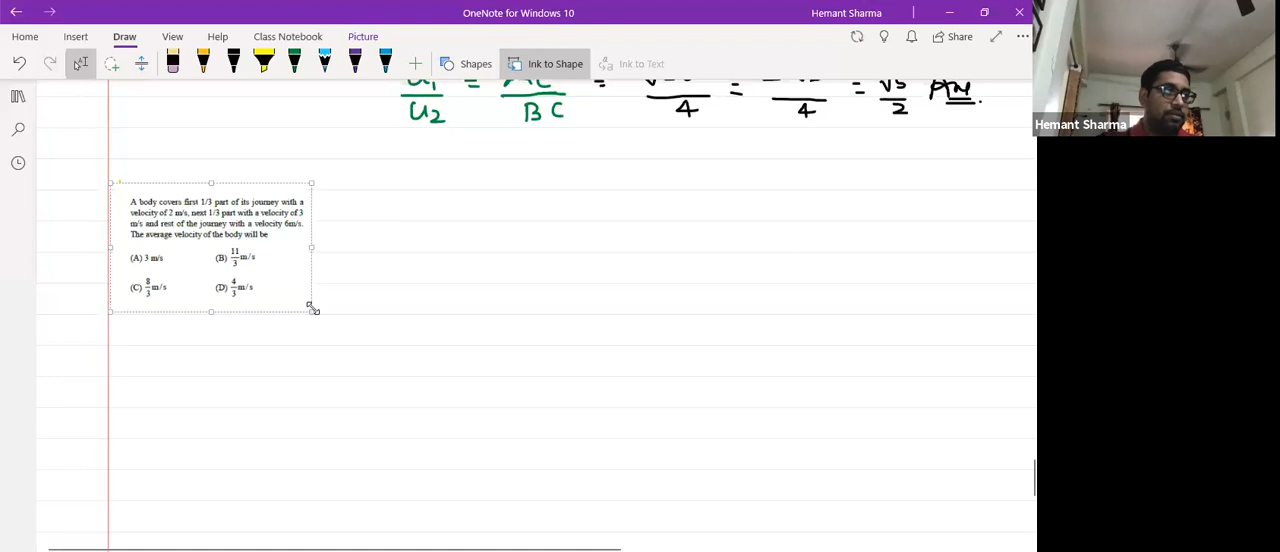 OneNote for Windows 10
Hemant Sharma
Home Insert Draw View Class Notebook Picture
Share
Shapes Ink to Shape Ink to Text
u₂ BC 4 = 4 = √5/2 Ans.
Hemant Sharma
A body covers first 1/3 part of its journey with a
velocity of 2 m/s, next 1/3 part with a velocity of 3
m/s and rest of the journey with a velocity 6m/s.
The average velocity of the body will be
(A) 3 m/s (B) 11/3 m/s
(C) 8/3 m/s (D) 4/3 m/s